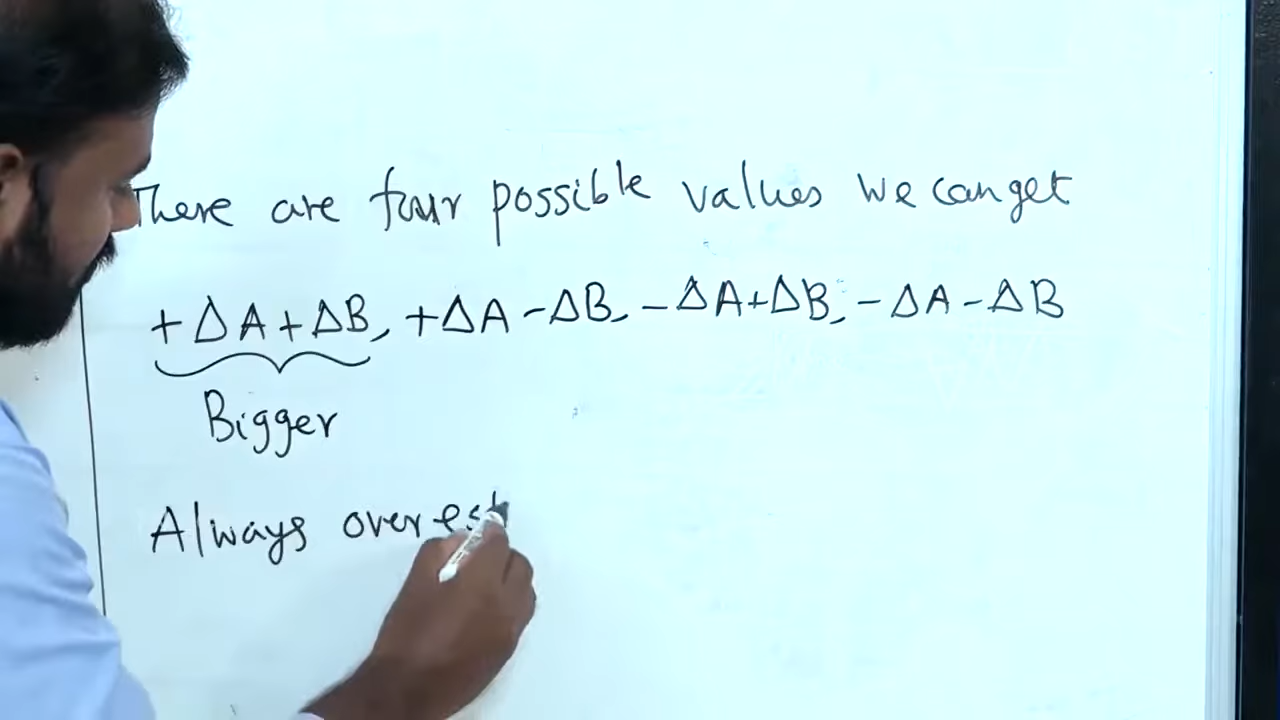 There are four possible values we can get
+ΔA+ΔB, +ΔA-ΔB, -ΔA+ΔB, -ΔA-ΔB
Bigger
Always over est